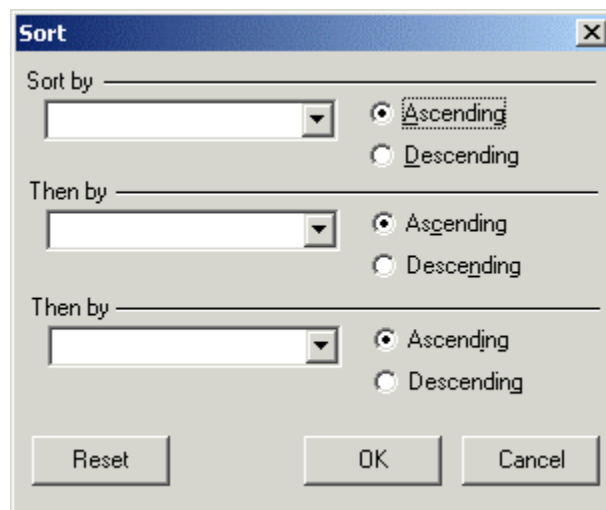 Sort
Sort by
Ascending
Descending
Then by
Ascending
Descending
Then by
Ascending
Descending
Reset OK Cancel